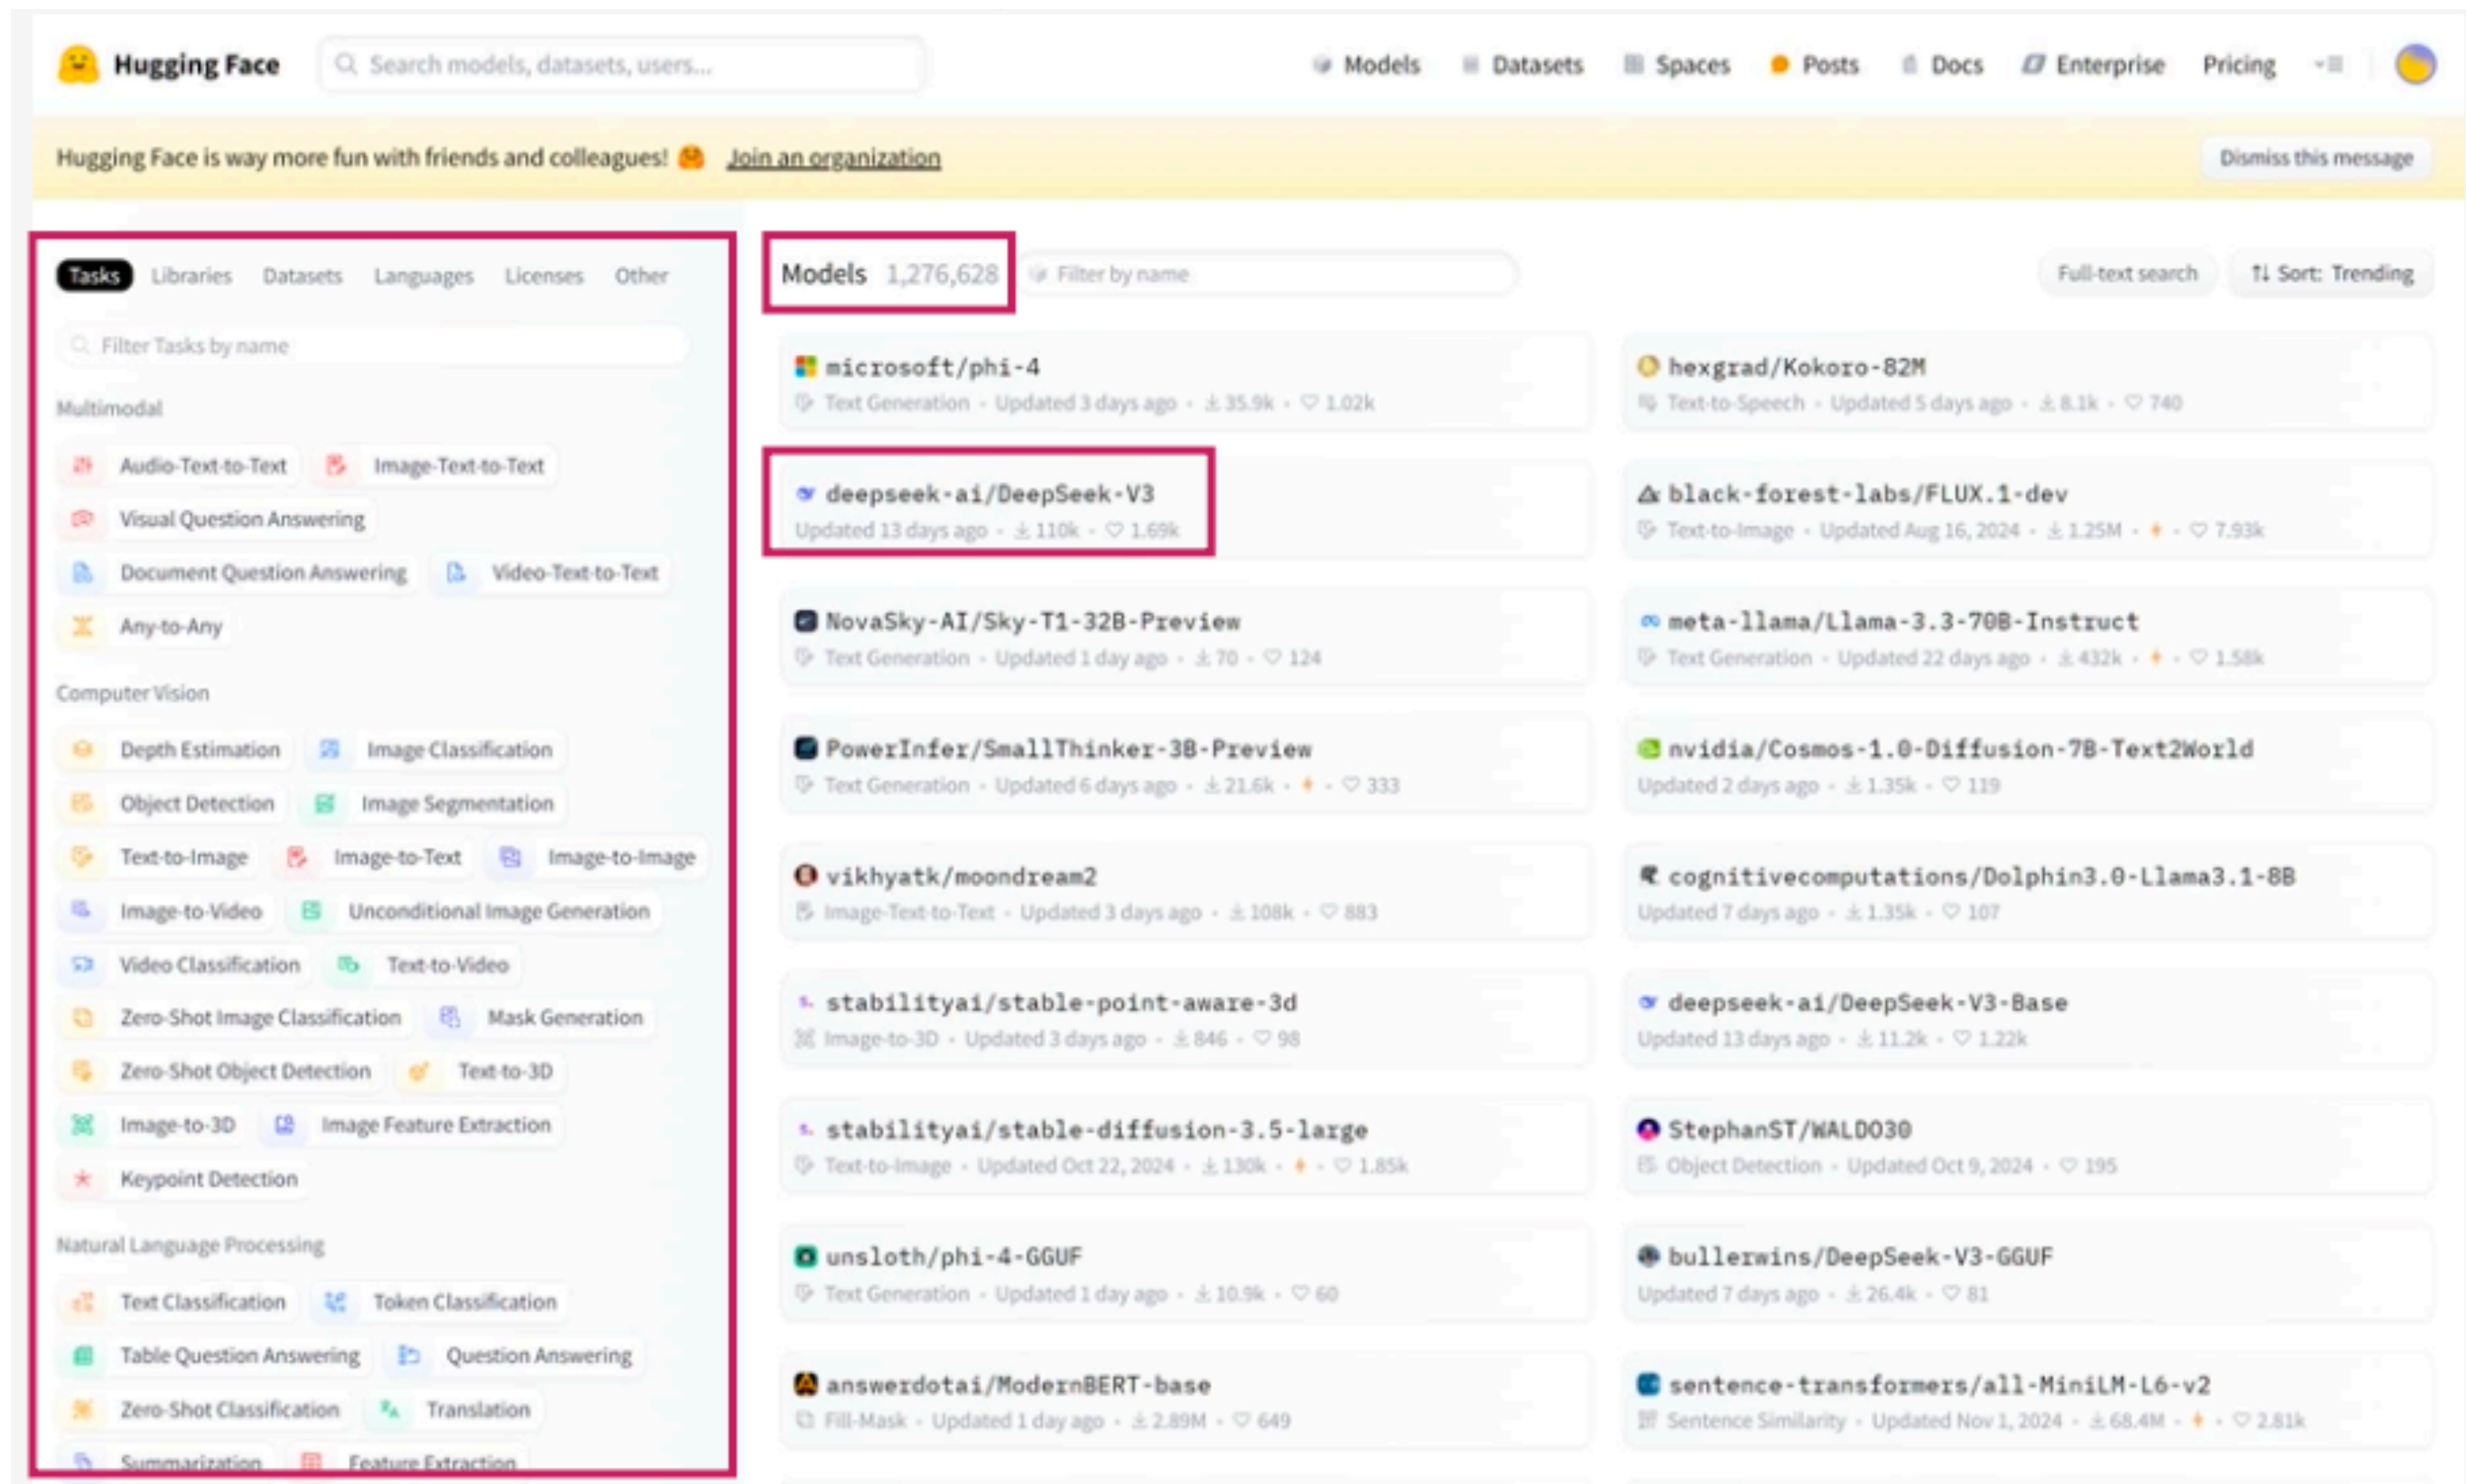 Hugging Face
Search models, datasets, users...
Models
Datasets
Spaces
Posts
Docs
Enterprise
Pricing
Hugging Face is way more fun with friends and colleagues! 🤗 Join an organization
Dismiss this message
Tasks Libraries Datasets Languages Licenses Other
Filter Tasks by name
Multimodal
Audio-Text-to-Text Image-Text-to-Text
Visual Question Answering
Document Question Answering Video-Text-to-Text
Any-to-Any
Computer Vision
Depth Estimation Image Classification
Object Detection Image Segmentation
Text-to-Image Image-to-Text Image-to-Image
Image-to-Video Unconditional Image Generation
Video Classification Text-to-Video
Zero-Shot Image Classification Mask Generation
Zero-Shot Object Detection Text-to-3D
Image-to-3D Image Feature Extraction
Keypoint Detection
Natural Language Processing
Text Classification Token Classification
Table Question Answering Question Answering
Zero-Shot Classification Translation
Summarization Feature Extraction
Models 1,276,628
Filter by name
Full-text search
Sort: Trending
microsoft/phi-4
Text Generation • Updated 3 days ago • 35.9k • 1.02k
hexgrad/Kokoro-82M
Text-to-Speech • Updated 5 days ago • 8.1k • 740
deepseek-ai/DeepSeek-V3
Updated 13 days ago • 110k • 1.69k
black-forest-labs/FLUX.1-dev
Text-to-Image • Updated Aug 16, 2024 • 1.25M • 7.93k
NovaSky-AI/Sky-T1-32B-Preview
Text Generation • Updated 1 day ago • 70 • 124
meta-llama/Llama-3.3-70B-Instruct
Text Generation • Updated 22 days ago • 432k • 1.58k
PowerInfer/SmallThinker-3B-Preview
Text Generation • Updated 6 days ago • 21.6k • 333
nvidia/Cosmos-1.0-Diffusion-7B-Text2World
Updated 2 days ago • 1.35k • 119
vikhyatk/moondream2
Image-Text-to-Text • Updated 3 days ago • 108k • 883
cognitivecomputations/Dolphin3.0-Llama3.1-8B
Updated 7 days ago • 1.35k • 107
stabilityai/stable-point-aware-3d
Image-to-3D • Updated 3 days ago • 846 • 98
deepseek-ai/DeepSeek-V3-Base
Updated 13 days ago • 11.2k • 1.22k
stabilityai/stable-diffusion-3.5-large
Text-to-Image • Updated Oct 22, 2024 • 130k • 1.85k
StephanST/WALDO30
Object Detection • Updated Oct 9, 2024 • 195
unsloth/phi-4-GGUF
Text Generation • Updated 1 day ago • 10.9k • 60
bullerwins/DeepSeek-V3-GGUF
Updated 7 days ago • 26.4k • 81
answerdotai/ModernBERT-base
Fill-Mask • Updated 1 day ago • 2.89M • 649
sentence-transformers/all-MiniLM-L6-v2
Sentence Similarity • Updated Nov 1, 2024 • 68.4M • 2.81k